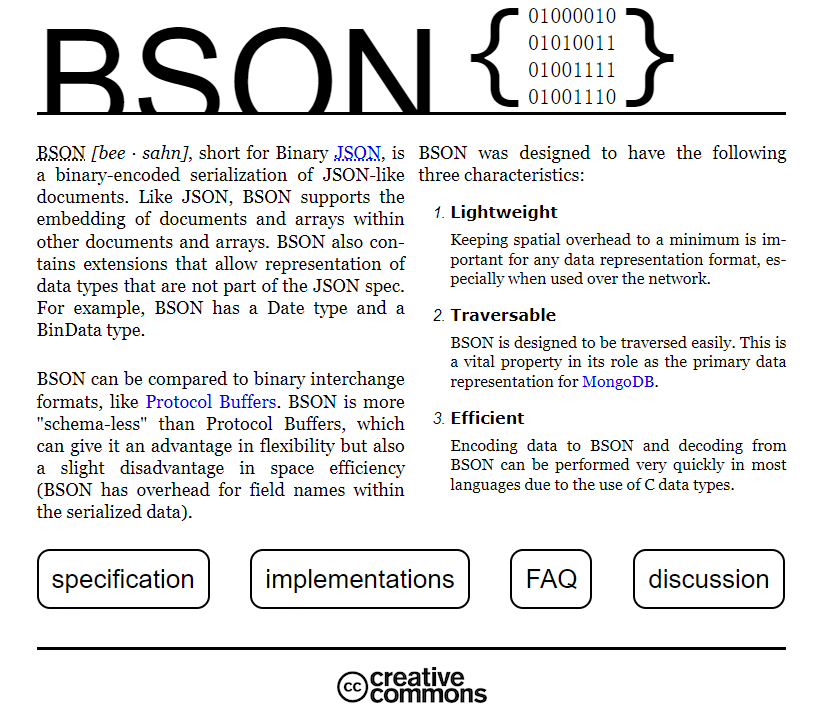 BSON
{
01000010
01010011
01001111
01001110
}
BSON [bee · sahn], short for Binary JSON, is
a binary-encoded serialization of JSON-like
documents. Like JSON, BSON supports the
embedding of documents and arrays within
other documents and arrays. BSON also con-
tains extensions that allow representation of
data types that are not part of the JSON spec.
For example, BSON has a Date type and a
BinData type.
BSON can be compared to binary interchange
formats, like Protocol Buffers. BSON is more
"schema-less" than Protocol Buffers, which
can give it an advantage in flexibility but also
a slight disadvantage in space efficiency
(BSON has overhead for field names within
the serialized data).
BSON was designed to have the following
three characteristics:
1. Lightweight
Keeping spatial overhead to a minimum is im-
portant for any data representation format, es-
pecially when used over the network.
2. Traversable
BSON is designed to be traversed easily. This is
a vital property in its role as the primary data
representation for MongoDB.
3. Efficient
Encoding data to BSON and decoding from
BSON can be performed very quickly in most
languages due to the use of C data types.
specification
implementations
FAQ
discussion
cc creative
commons